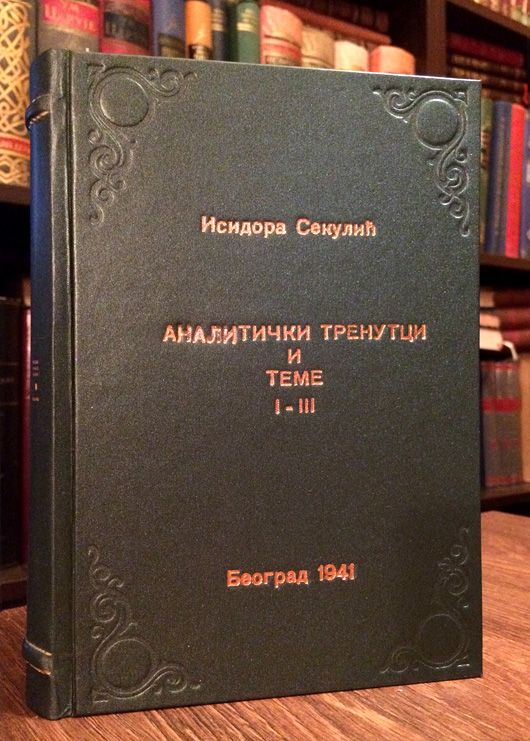 Исидора Секулић
АНАЛИТИЧКИ ТРЕНУТЦИ
И
ТЕМЕ
I - III
Београд 1941